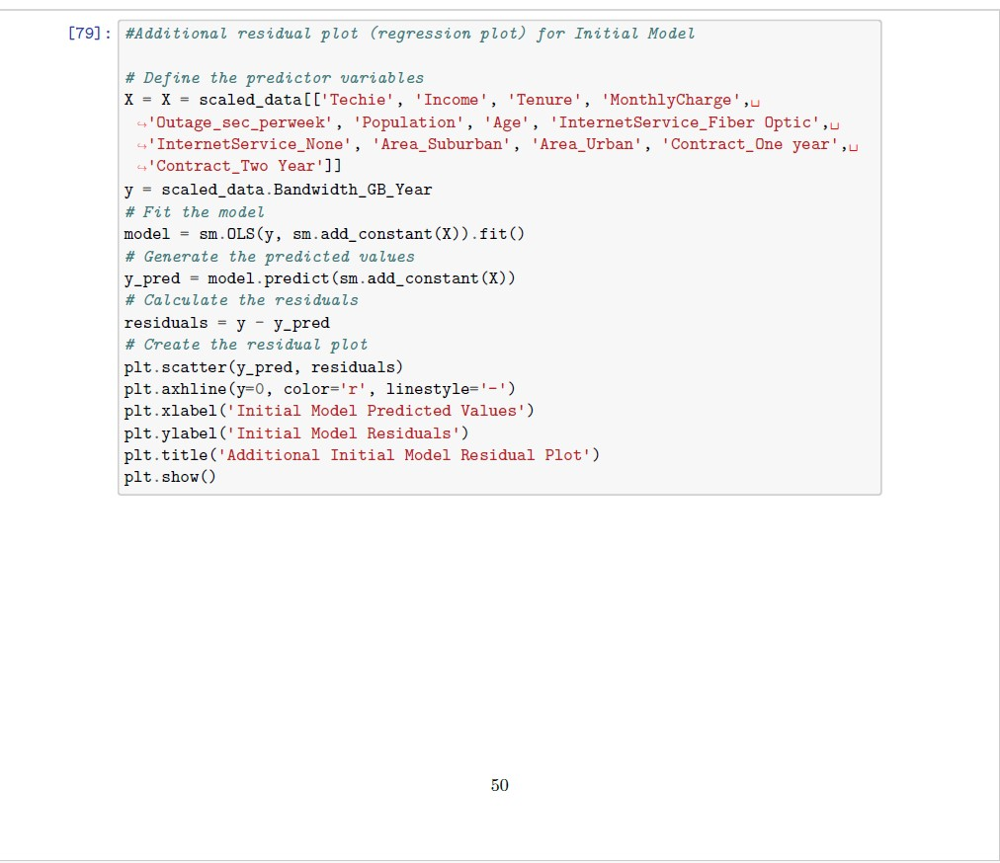 [79]: #Additional residual plot (regression plot) for Initial Model
# Define the predictor variables
X = X = scaled_data[['Techie', 'Income', 'Tenure', 'MonthlyCharge',␣
↪'Outage_sec_perweek', 'Population', 'Age', 'InternetService_Fiber Optic',␣
↪'InternetService_None', 'Area_Suburban', 'Area_Urban', 'Contract_One year',␣
↪'Contract_Two Year']]
y = scaled_data.Bandwidth_GB_Year
# Fit the model
model = sm.OLS(y, sm.add_constant(X)).fit()
# Generate the predicted values
y_pred = model.predict(sm.add_constant(X))
# Calculate the residuals
residuals = y - y_pred
# Create the residual plot
plt.scatter(y_pred, residuals)
plt.axhline(y=0, color='r', linestyle='-')
plt.xlabel('Initial Model Predicted Values')
plt.ylabel('Initial Model Residuals')
plt.title('Additional Initial Model Residual Plot')
plt.show()
50